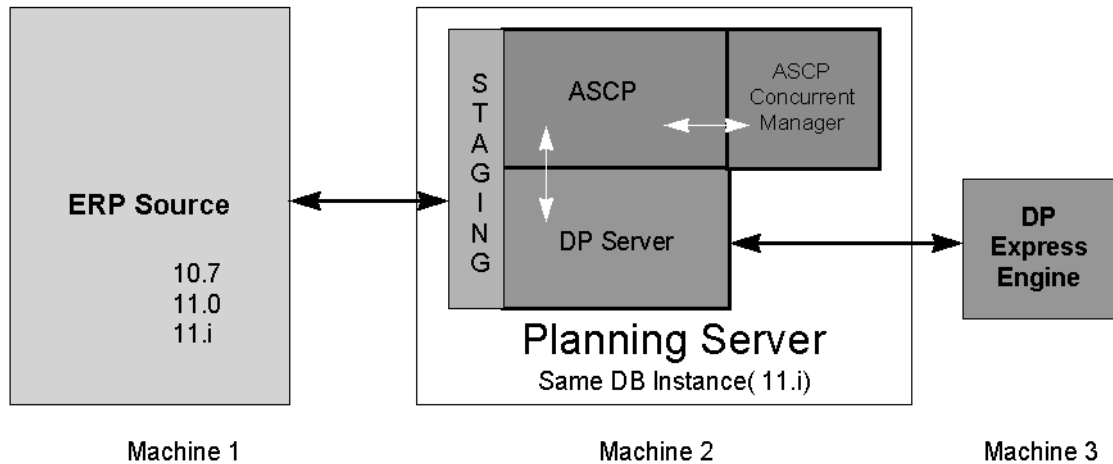 ERP Source
10.7
11.0
11.i
STAGING
ASCP
ASCP
Concurrent
Manager
DP Server
Planning Server
Same DB Instance( 11.i)
DP
Express
Engine
Machine 1
Machine 2
Machine 3